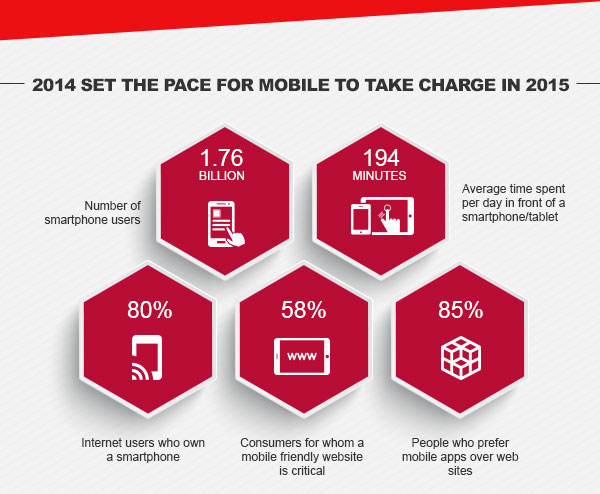 2014 SET THE PACE FOR MOBILE TO TAKE CHARGE IN 2015
1.76
BILLION
Number of
smartphone users
194
MINUTES
Average time spent
per day in front of a
smartphone/tablet
80%
Internet users who own
a smartphone
58%
www
Consumers for whom a
mobile friendly website
is critical
85%
People who prefer
mobile apps over web
sites